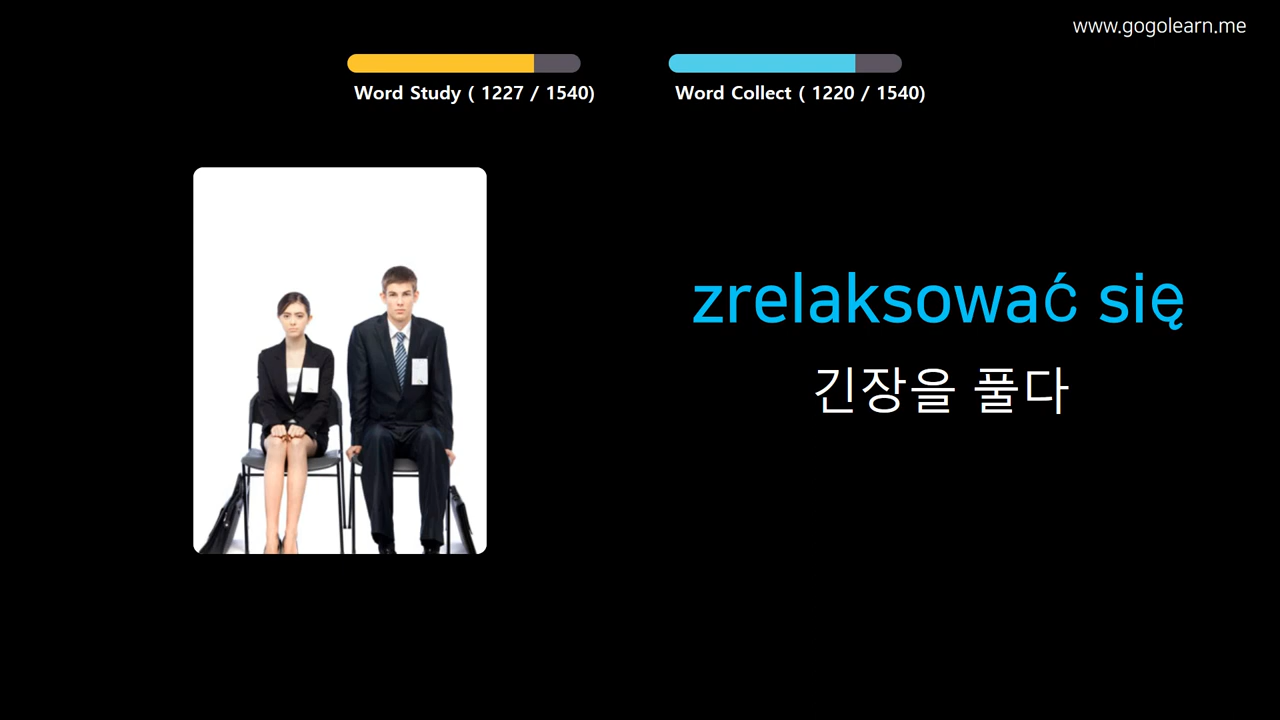 www.gogolearn.me
Word Study ( 1227 / 1540)
Word Collect ( 1220 / 1540)
zrelaksować się
긴장을 풀다